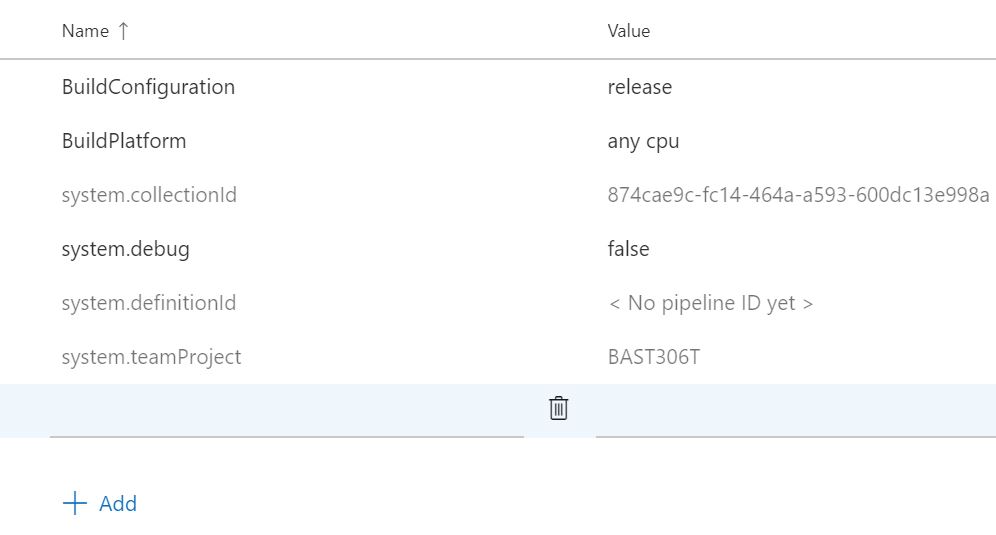 Name ↑ Value
BuildConfiguration release
BuildPlatform any cpu
system.collectionId 874cae9c-fc14-464a-a593-600dc13e998a
system.debug false
system.definitionId < No pipeline ID yet >
system.teamProject BAST306T
+ Add